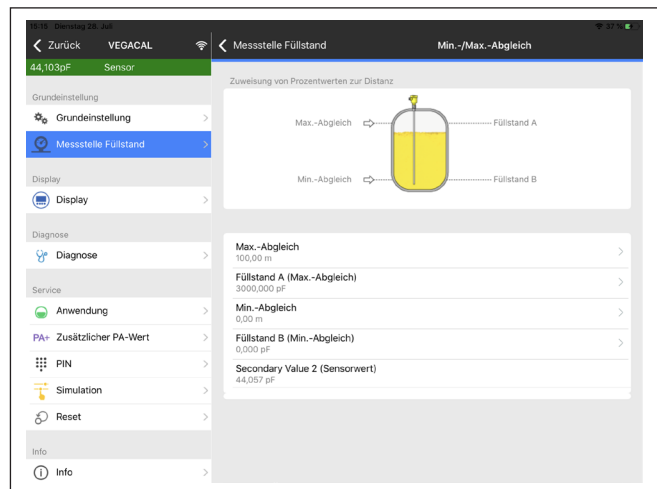 15:15 Dienstag 28. Juli
37 %
Zurück VEGACAL
Messstelle Füllstand
Min.-/Max.-Abgleich
44,103pF Sensor
Grundeinstellung
Grundeinstellung
Messstelle Füllstand
Display
Display
Diagnose
Diagnose
Service
Anwendung
PA+ Zusätzlicher PA-Wert
PIN
Simulation
Reset
Info
Info
Zuweisung von Prozentwerten zur Distanz
Max.-Abgleich
Füllstand A
Min.-Abgleich
Füllstand B
Max.-Abgleich
100,00 m
Füllstand A (Max.-Abgleich)
3000,000 pF
Min.-Abgleich
0,00 m
Füllstand B (Min.-Abgleich)
0,000 pF
Secondary Value 2 (Sensorwert)
44,057 pF